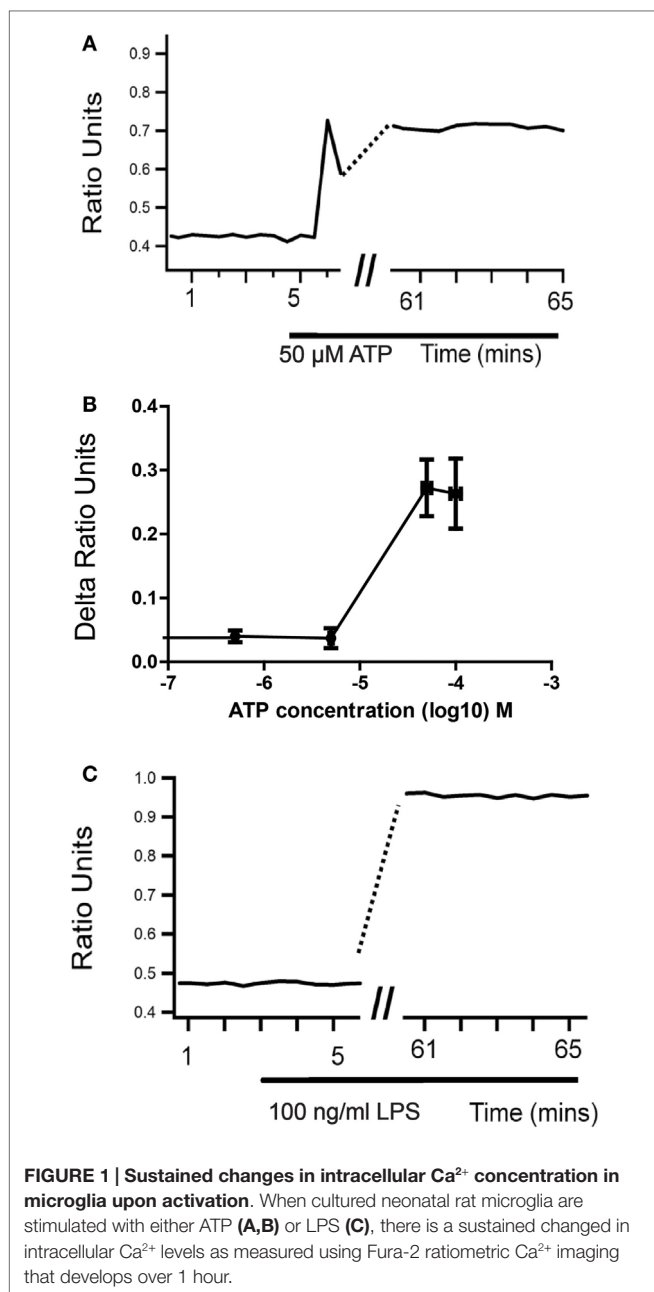 A
0.9
0.8
0.7
0.6
0.5
0.4
Ratio Units
1
5
//
61
65
50 µM ATP
Time (mins)
B
0.4
0.3
0.2
0.1
0.0
Delta Ratio Units
-7
-6
-5
-4
-3
ATP concentration (log10) M
C
1.0
0.9
0.8
0.7
0.6
0.5
0.4
Ratio Units
1
5
//
61
65
100 ng/ml LPS
Time (mins)
FIGURE 1 | Sustained changes in intracellular Ca²⁺ concentration in
microglia upon activation. When cultured neonatal rat microglia are
stimulated with either ATP (A,B) or LPS (C), there is a sustained changed in
intracellular Ca²⁺ levels as measured using Fura-2 ratiometric Ca²⁺ imaging
that develops over 1 hour.